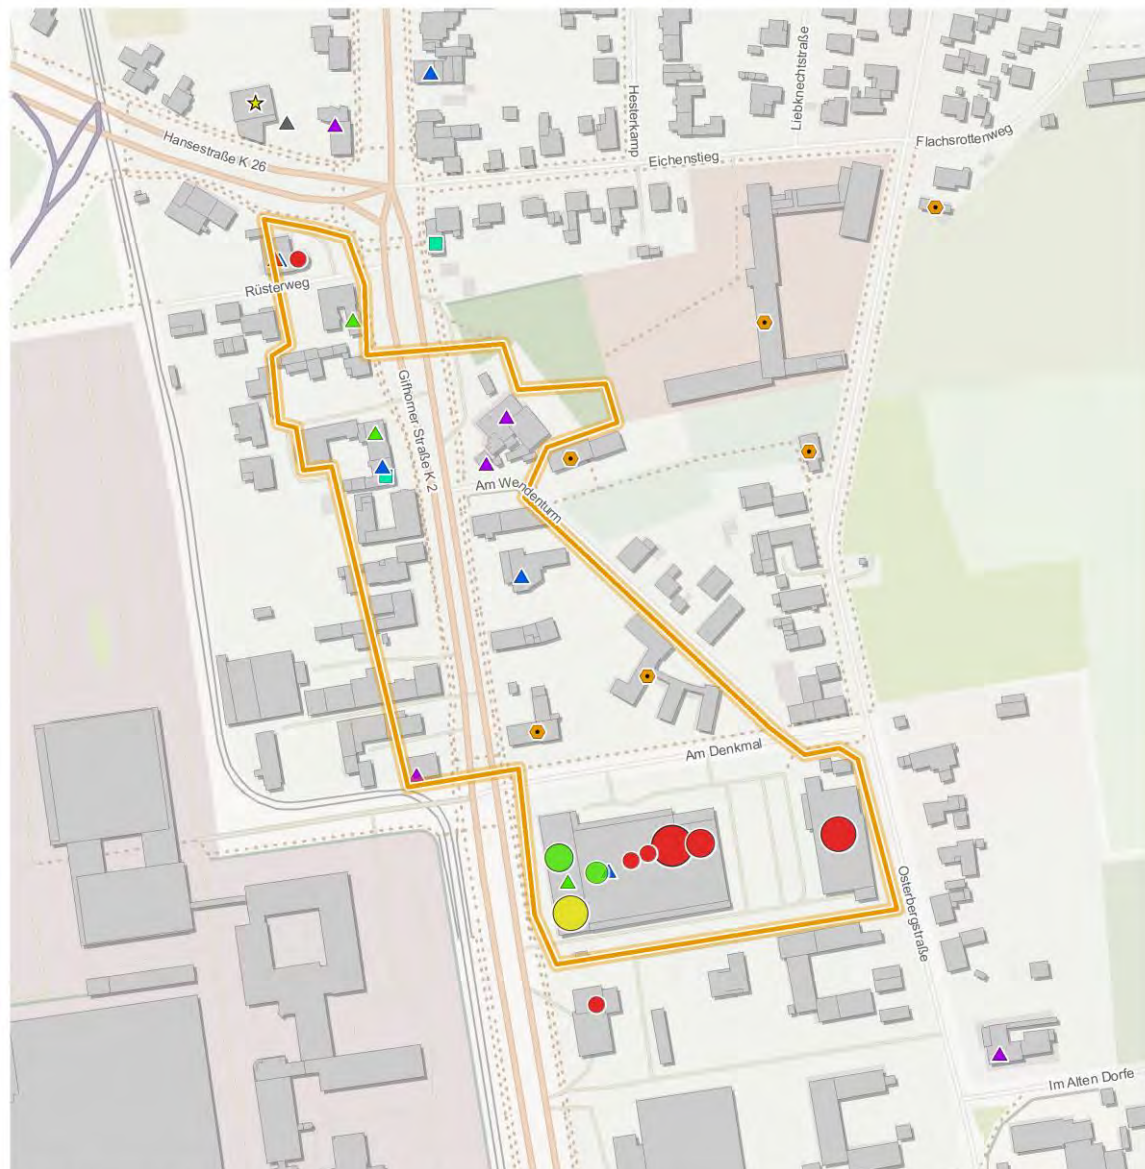 Hansestraße K 26
Hesterkamp
Liebknechtstraße
Eichenstieg
Flachsrottenweg
Rüsterweg
Gifhorner Straße K 2
Am Wendenturm
Am Denkmal
Osterbergstraße
Im Alten Dorfe